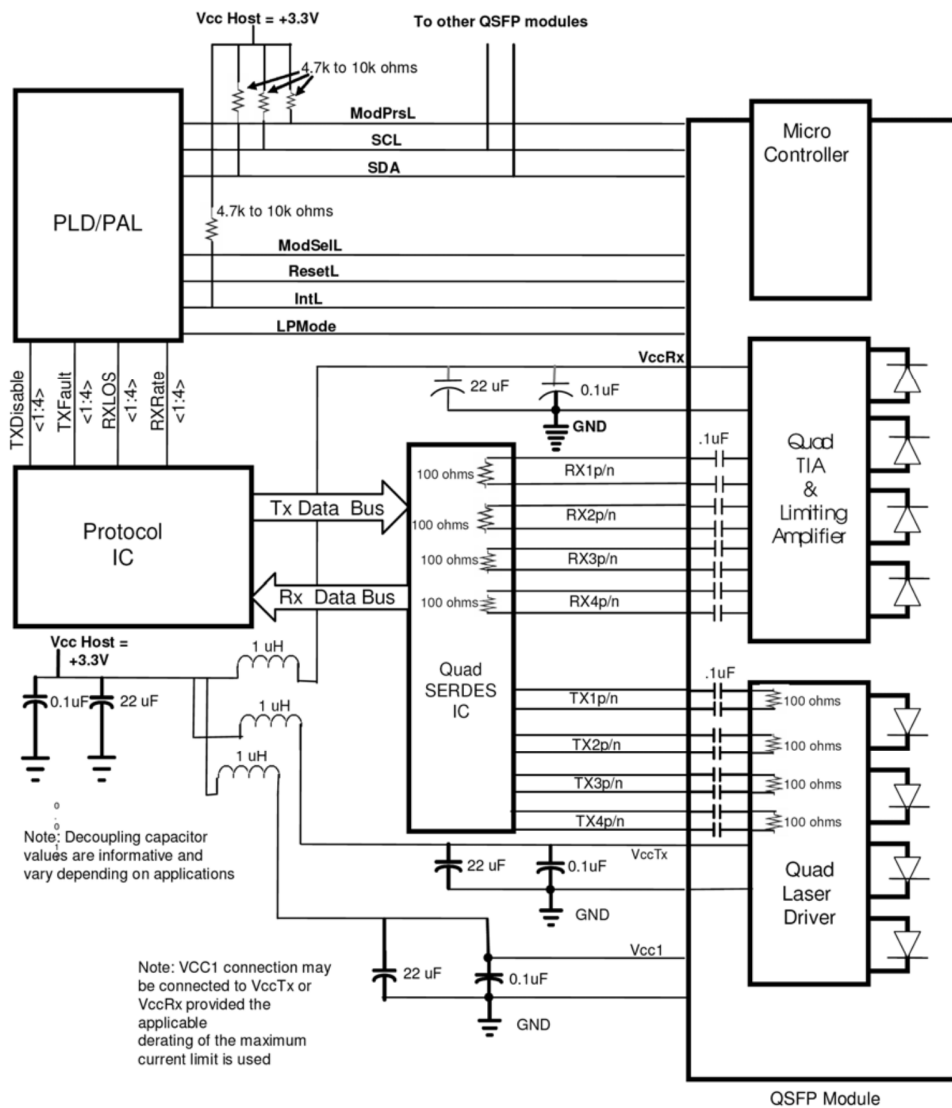 Vcc Host = +3.3V
To other QSFP modules
4.7k to 10k ohms
ModPrsL
SCL
SDA
Micro
Controller
PLD/PAL
4.7k to 10k ohms
ModSelL
ResetL
IntL
LPMode
VccRx
TXDisable
<1:4>
TXFault
<1:4>
RXLOS
<1:4>
RXRate
<1:4>
22 uF
0.1uF
GND
.1uF
100 ohms
RX1p/n
Quad
TIA
&
Limiting
Amplifier
Tx Data Bus
100 ohms
RX2p/n
Protocol
IC
100 ohms
RX3p/n
Rx Data Bus
100 ohms
RX4p/n
Vcc Host =
+3.3V
1 uH
Quad
SERDES
IC
.1uF
0.1uF
22 uF
1 uH
TX1p/n
100 ohms
1 uH
TX2p/n
100 ohms
TX3p/n
100 ohms
TX4p/n
100 ohms
0
.
0
1
Note: Decoupling capacitor
values are informative and
vary depending on applications
VccTx
22 uF
0.1uF
GND
Quad
Laser
Driver
Vcc1
22 uF
0.1uF
GND
Note: VCC1 connection may
be connected to VccTx or
VccRx provided the
applicable
derating of the maximum
current limit is used
QSFP Module